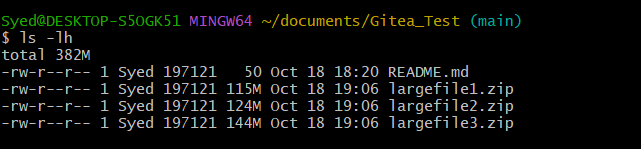 Syed@DESKTOP-S5OGK51 MINGW64 ~/documents/Gitea_Test (main)
$ ls -lh
total 382M
-rw-r--r-- 1 Syed 197121   50 Oct 18 18:20 README.md
-rw-r--r-- 1 Syed 197121 115M Oct 18 19:06 largefile1.zip
-rw-r--r-- 1 Syed 197121 124M Oct 18 19:06 largefile2.zip
-rw-r--r-- 1 Syed 197121 144M Oct 18 19:06 largefile3.zip